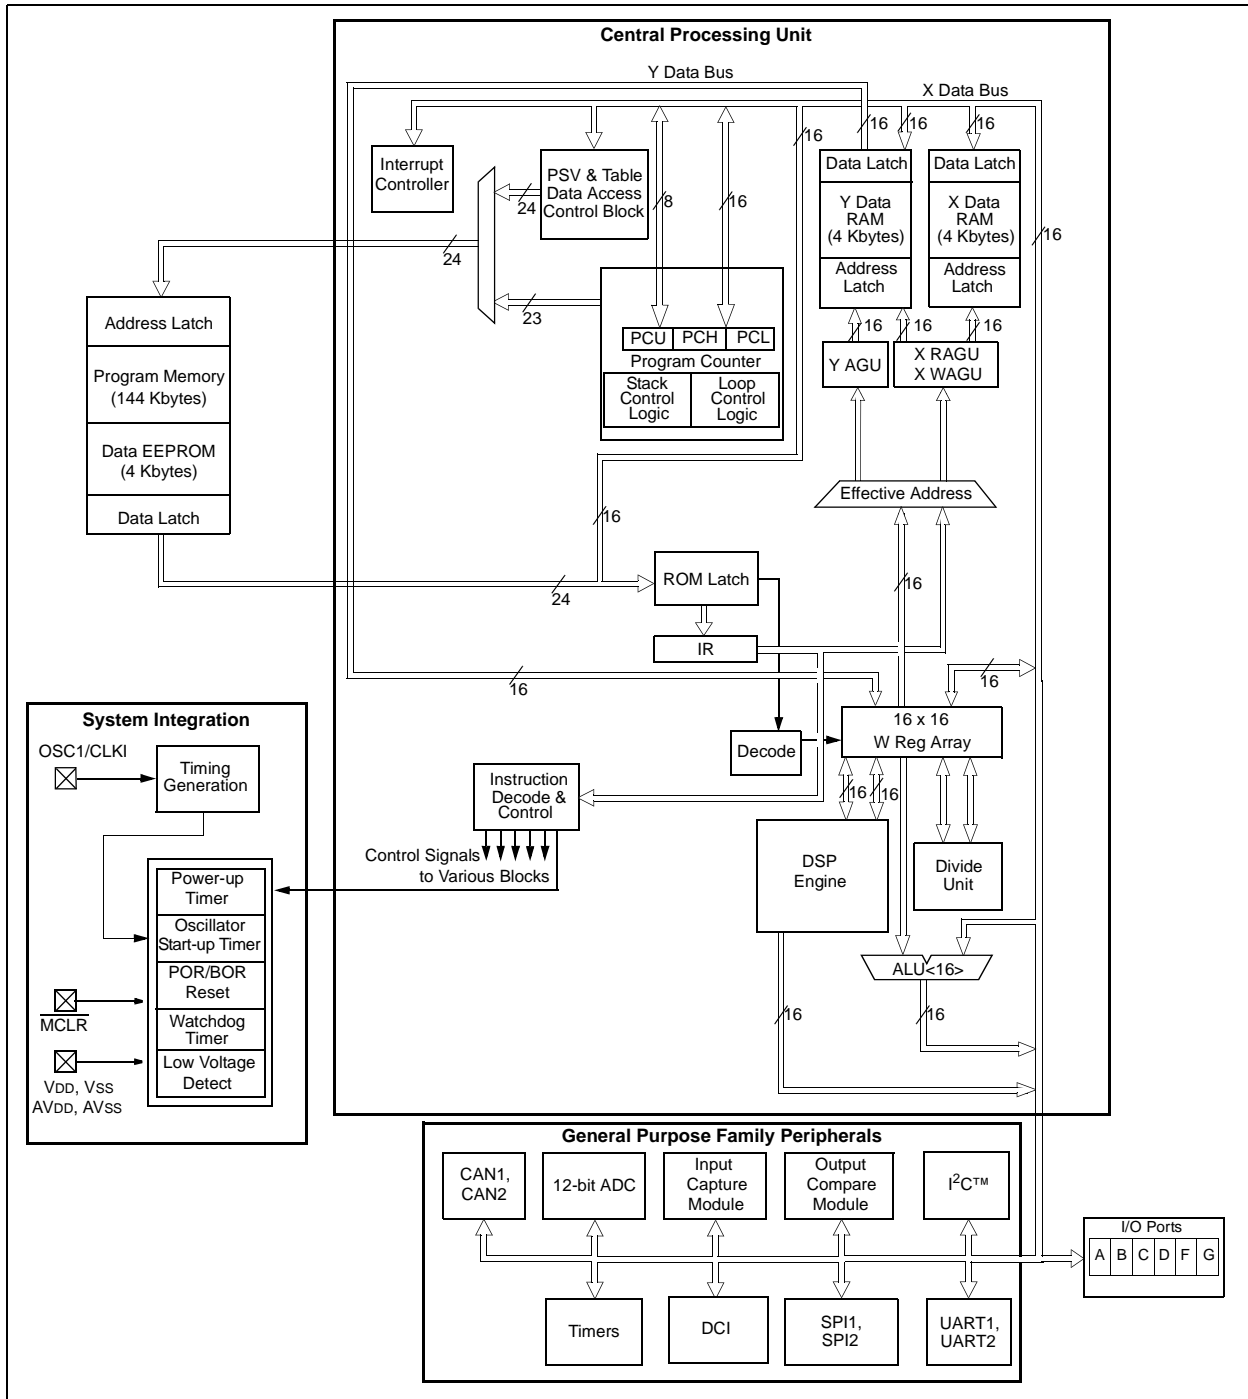 Central Processing Unit
Y Data Bus
X Data Bus
16
16
16
16
16
Interrupt
Controller
PSV & Table
Data Access
Control Block
24
8
16
Data Latch
Y Data
RAM
(4 Kbytes)
Address
Latch
Data Latch
X Data
RAM
(4 Kbytes)
Address
Latch
24
23
PCU
PCH
PCL
Program Counter
Stack
Control
Logic
Loop
Control
Logic
16
16
16
Y AGU
X RAGU
X WAGU
Address Latch
Program Memory
(144 Kbytes)
Data EEPROM
(4 Kbytes)
Data Latch
Effective Address
16
24
ROM Latch
16
IR
16
16
16 x 16
W Reg Array
Decode
Instruction
Decode &
Control
16
16
Control Signals
to Various Blocks
DSP
Engine
Divide
Unit
ALU<16>
16
16
System Integration
OSC1/CLKI
Timing
Generation
Power-up
Timer
Oscillator
Start-up Timer
POR/BOR
Reset
MCLR
Watchdog
Timer
Low Voltage
Detect
VDD, VSS
AVDD, AVSS
General Purpose Family Peripherals
CAN1,
CAN2
12-bit ADC
Input
Capture
Module
Output
Compare
Module
I²C™
Timers
DCI
SPI1,
SPI2
UART1,
UART2
I/O Ports
A B C D F G